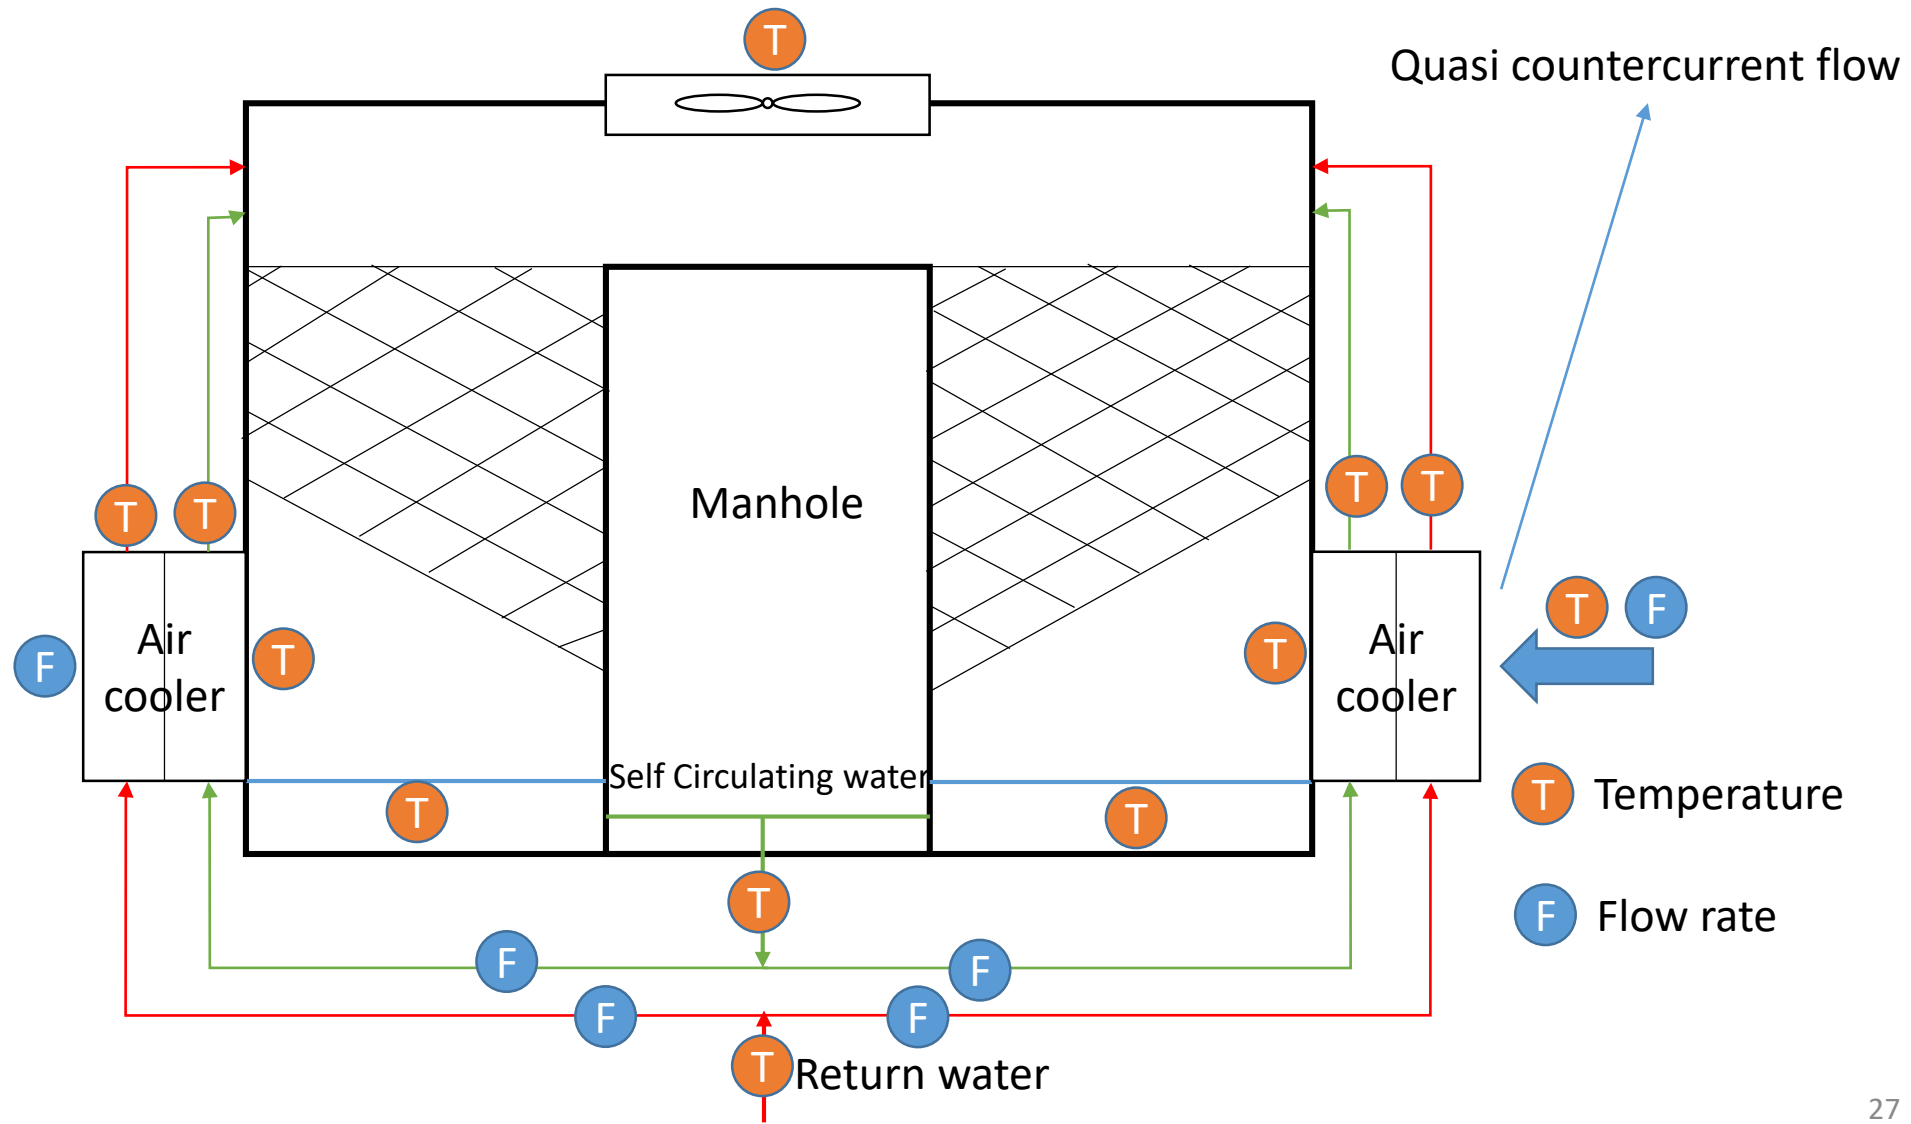 T
Quasi countercurrent flow
T
T
T
T
Manhole
T
F
Air
cooler
F
T
T
Air
cooler
Self Circulating water
T
T
T
Temperature
T
F
Flow rate
F
F
F
F
T
Return water
27